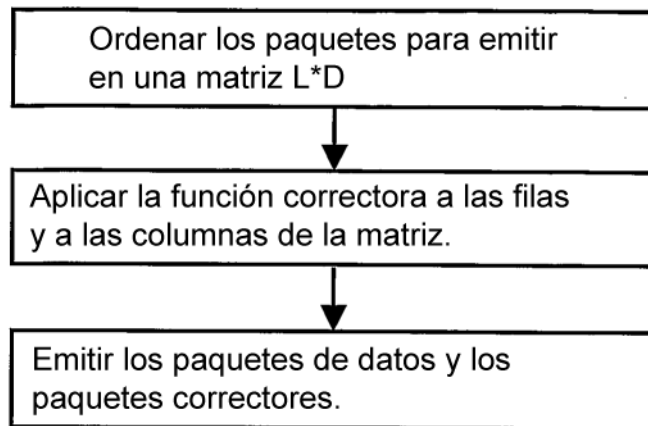 Ordenar los paquetes para emitir
en una matriz L*D
Aplicar la función correctora a las filas
y a las columnas de la matriz.
Emitir los paquetes de datos y los
paquetes correctores.